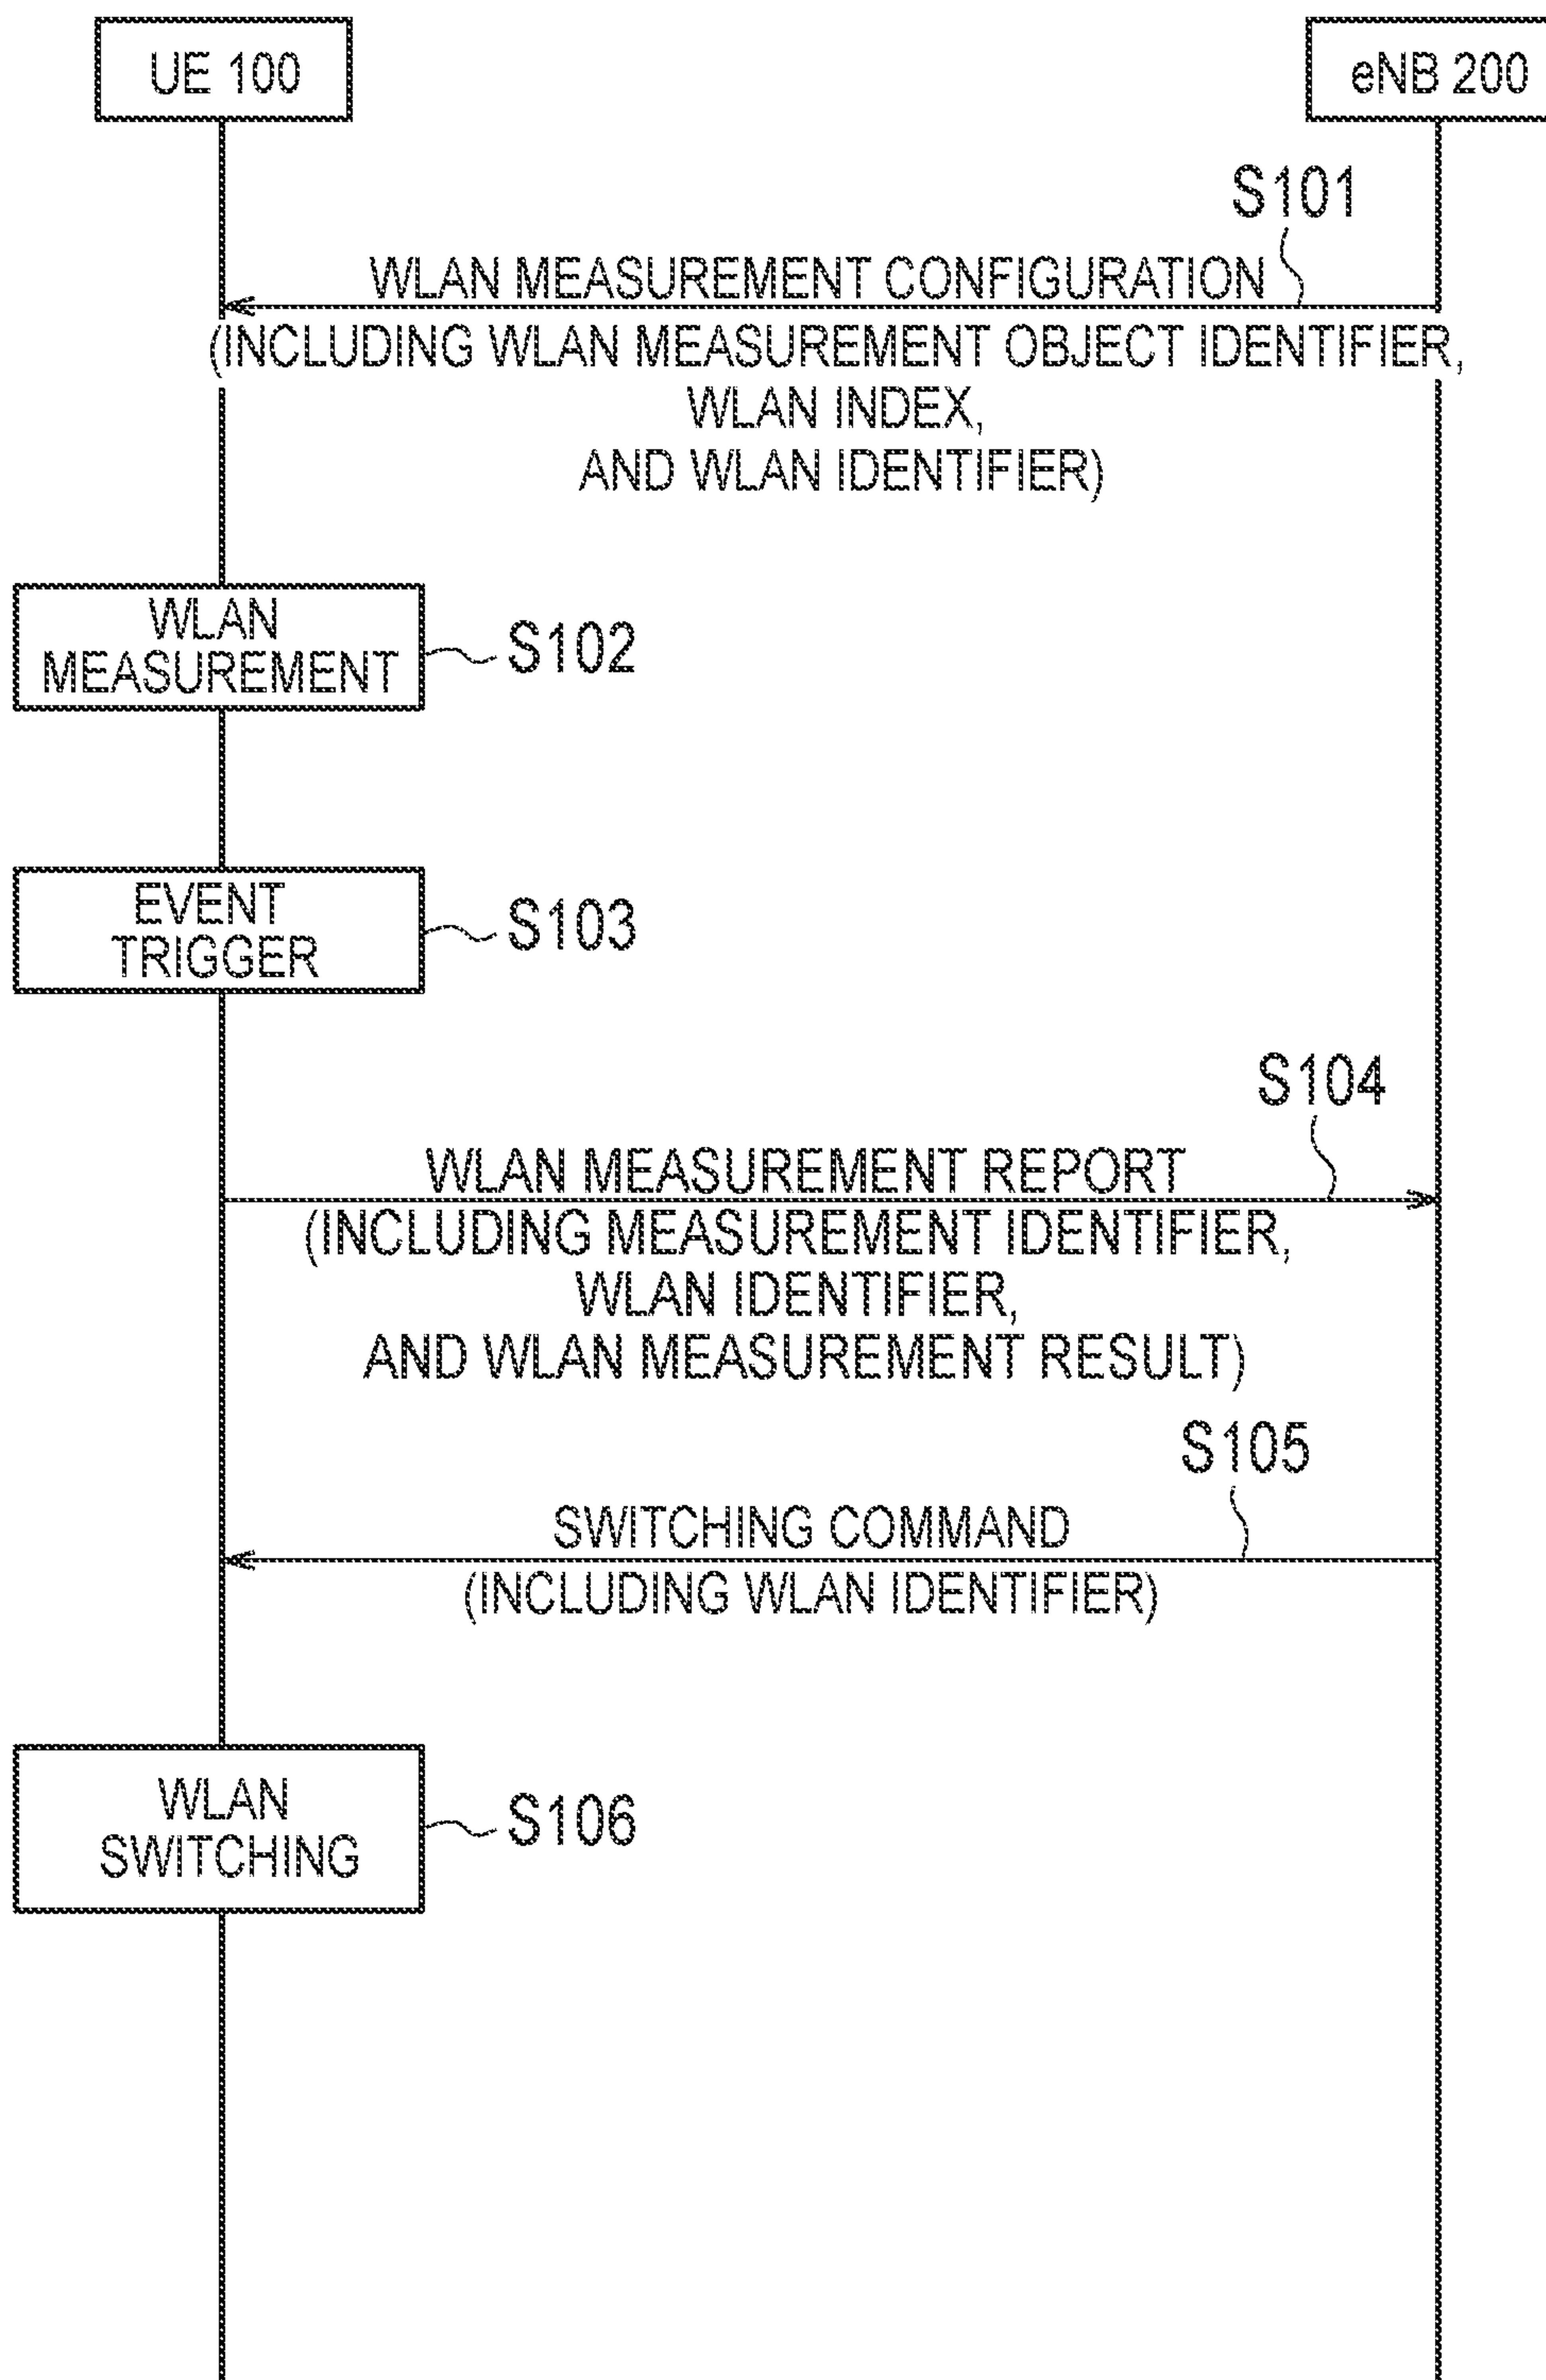 UE 100
eNB 200
S101
WLAN MEASUREMENT CONFIGURATION
(INCLUDING WLAN MEASUREMENT OBJECT IDENTIFIER,
WLAN INDEX,
AND WLAN IDENTIFIER)
WLAN
MEASUREMENT
S102
EVENT
TRIGGER
S103
S104
WLAN MEASUREMENT REPORT
(INCLUDING MEASUREMENT IDENTIFIER,
WLAN IDENTIFIER,
AND WLAN MEASUREMENT RESULT)
S105
SWITCHING COMMAND
(INCLUDING WLAN IDENTIFIER)
WLAN
SWITCHING
S106